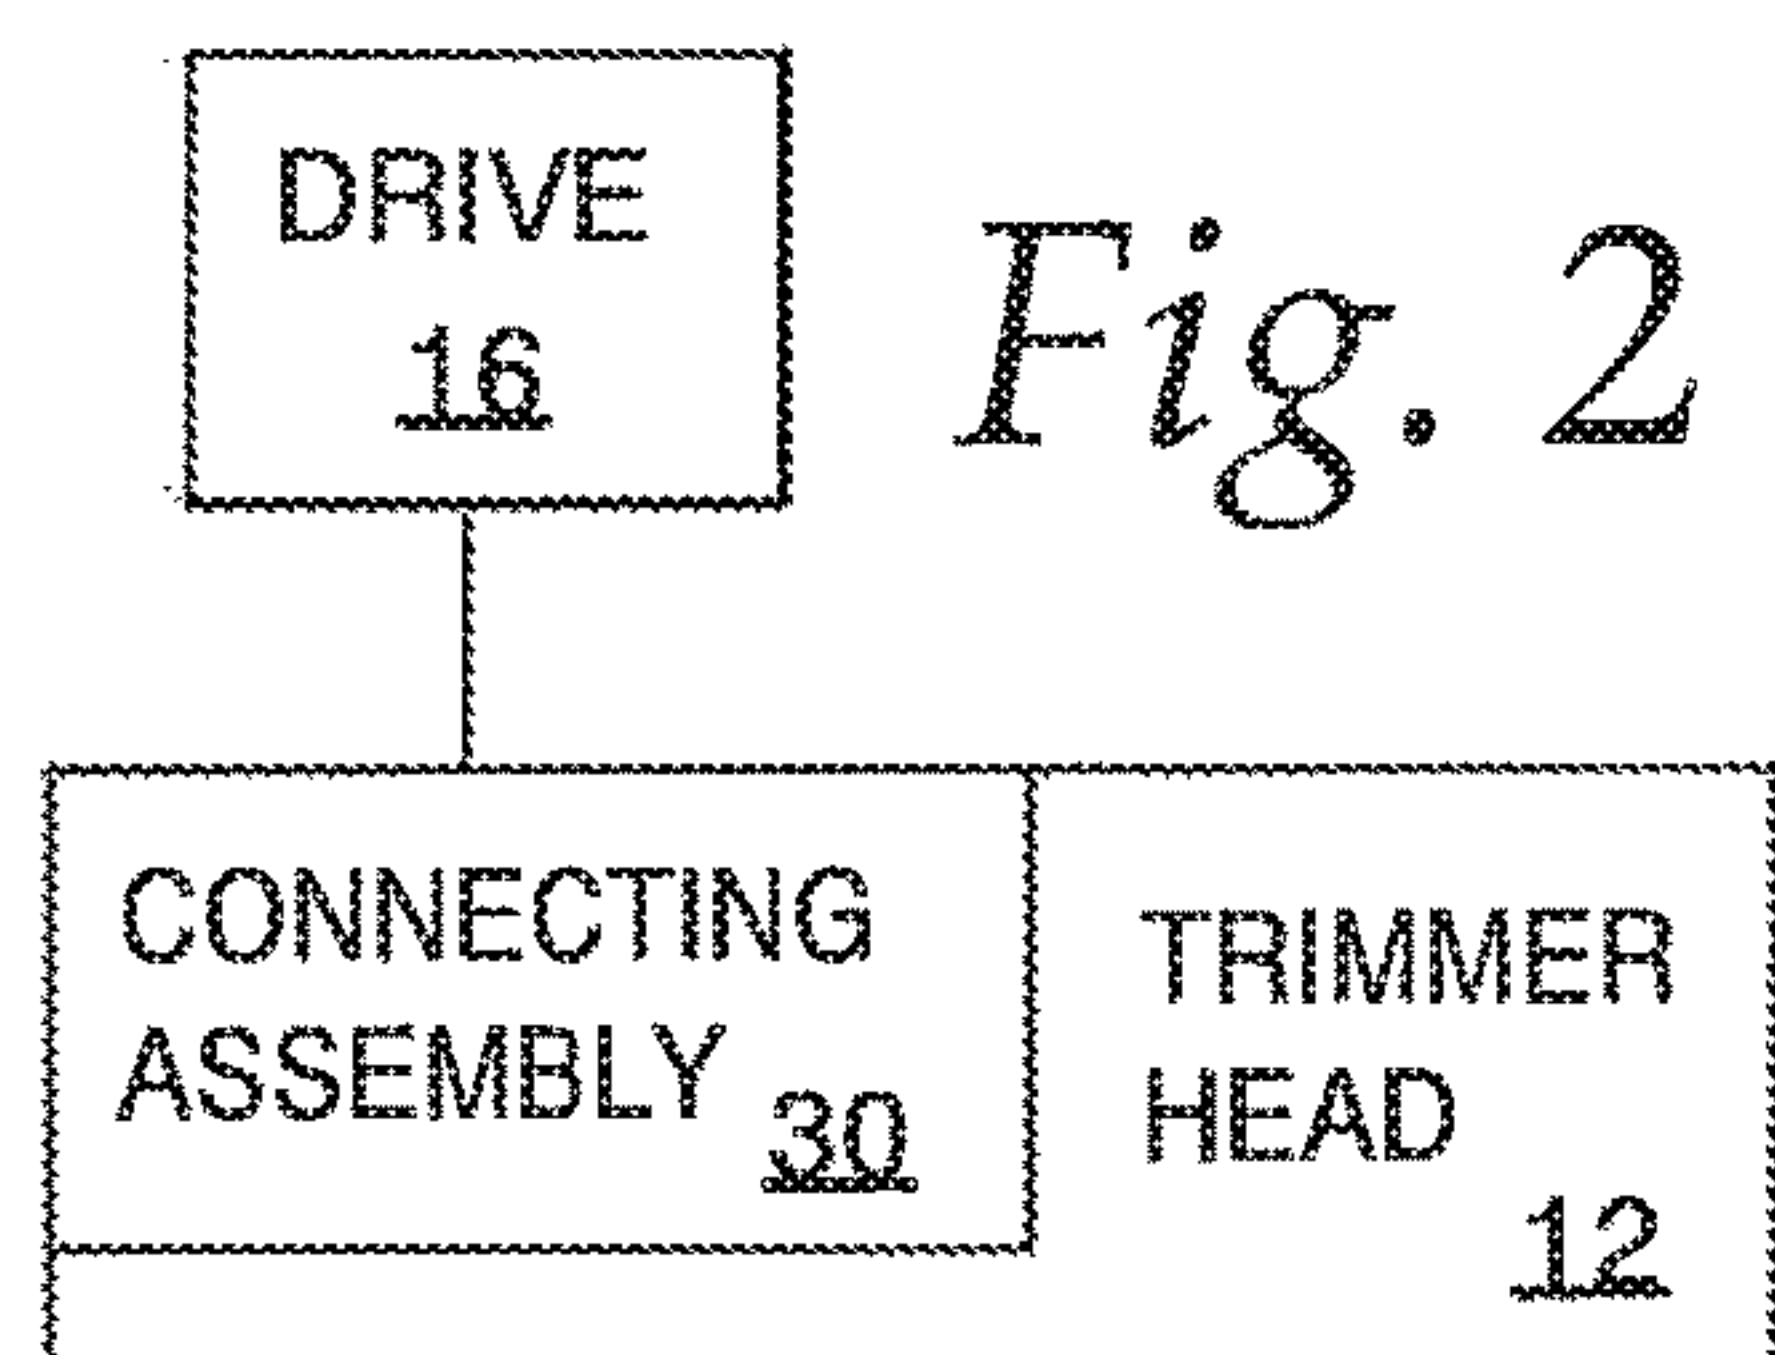 DRIVE
16
Fig. 2
CONNECTING
ASSEMBLY 30
TRIMMER
HEAD
12